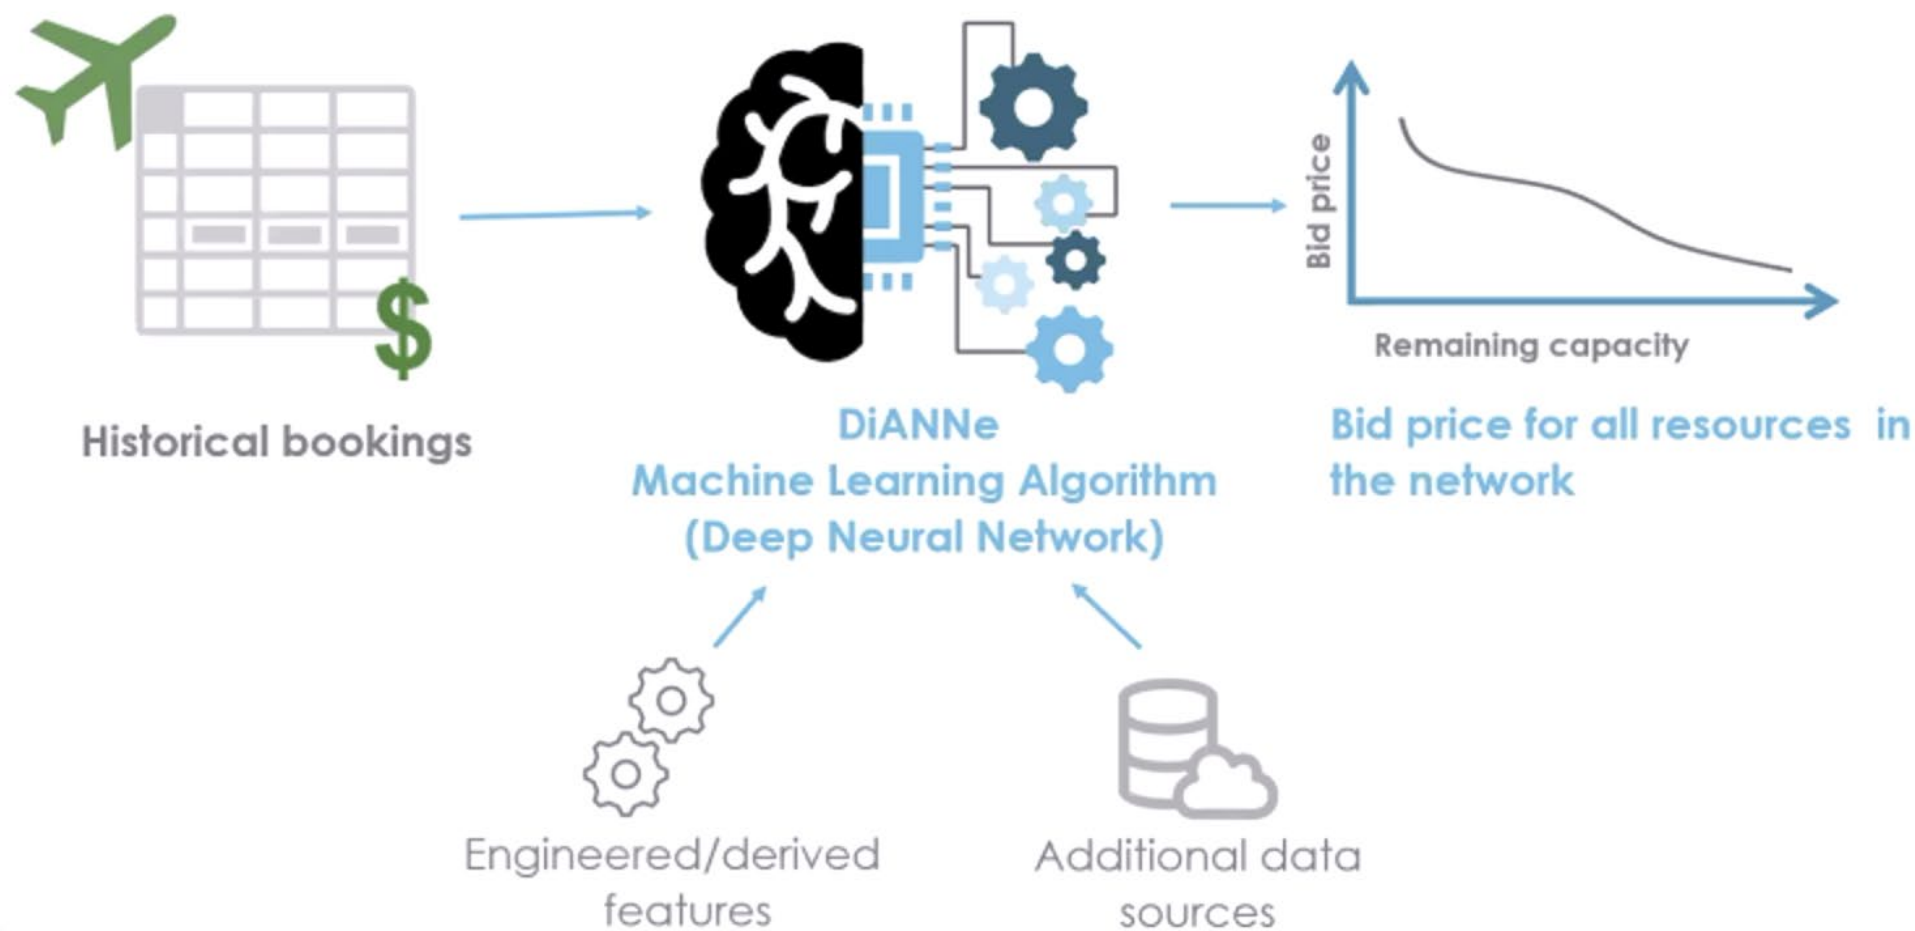 $
Historical bookings
DiANNe
Machine Learning Algorithm
(Deep Neural Network)
Bid price
Remaining capacity
Bid price for all resources in
the network
Engineered/derived
features
Additional data
sources